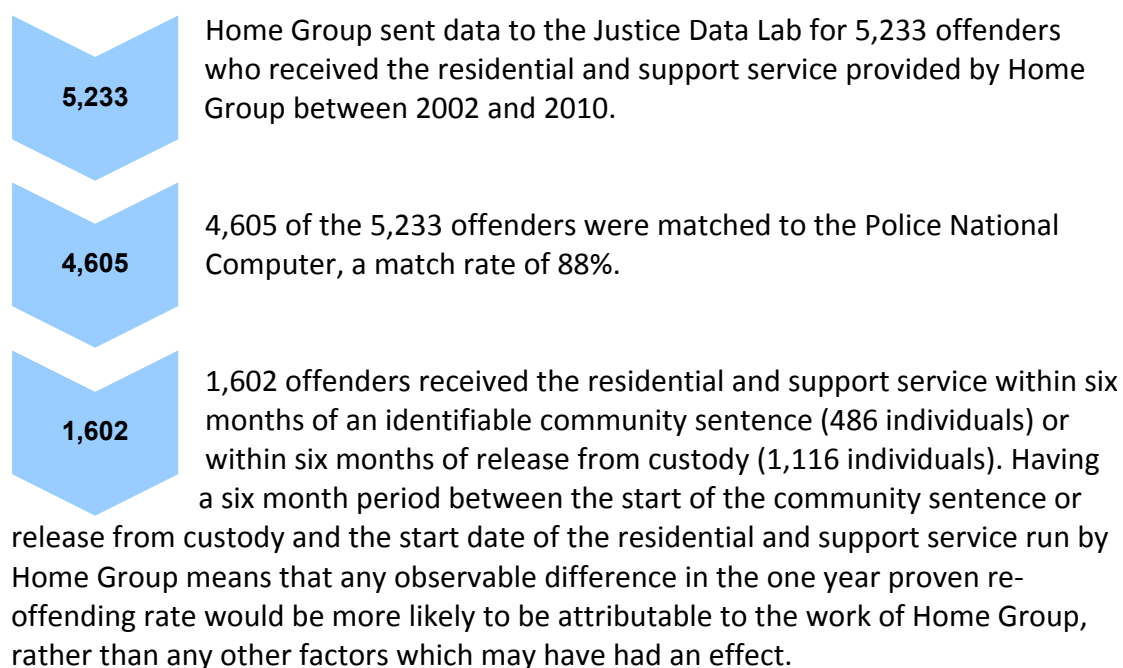 Home Group sent data to the Justice Data Lab for 5,233 offenders
who received the residential and support service provided by Home
5,233
Group between 2002 and 2010.
4,605 of the 5,233 offenders were matched to the Police National
4,605
Computer, a match rate of 88%.
1,602 offenders received the residential and support service within six
months of an identifiable community sentence (486 individuals) or
1,602
within six months of release from custody (1,116 individuals). Having
a six month period between the start of the community sentence or
release from custody and the start date of the residential and support service run by
Home Group means that any observable difference in the one year proven re-
offending rate would be more likely to be attributable to the work of Home Group,
rather than any other factors which may have had an effect.